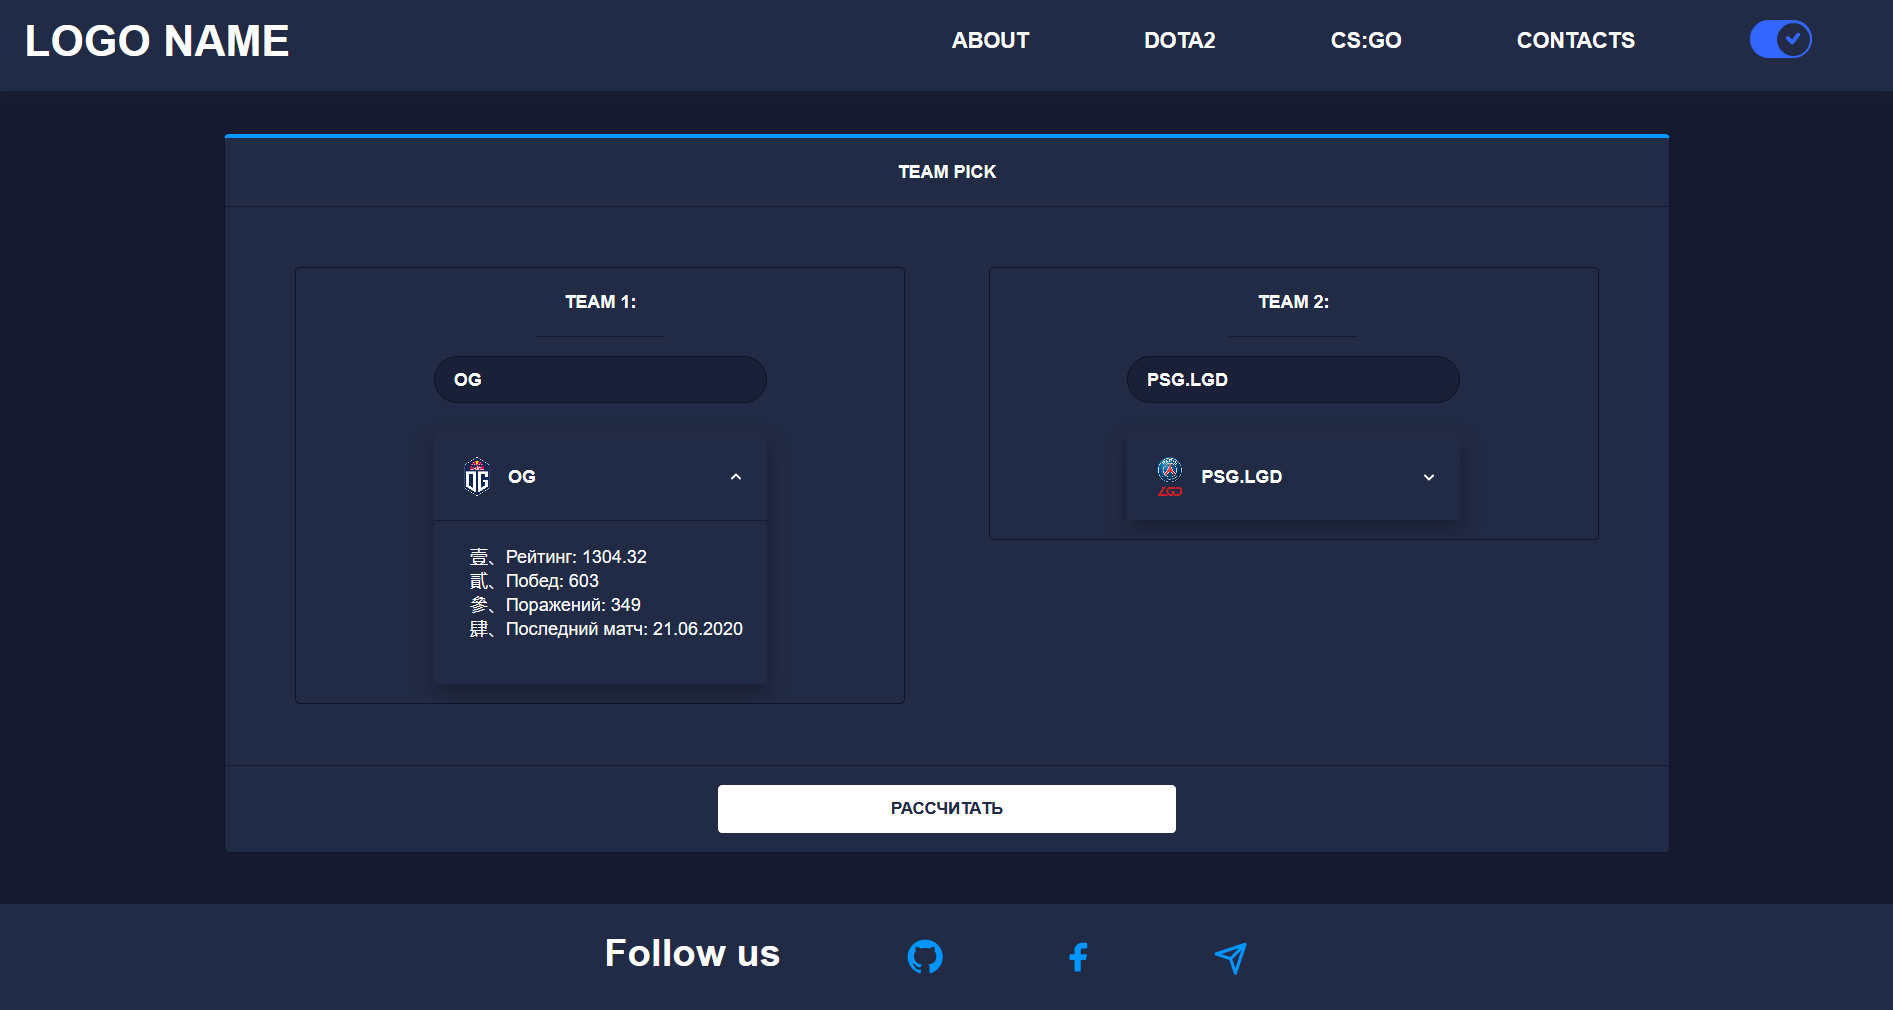 LOGO NAME
ABOUT
DOTA2
CS:GO
CONTACTS
TEAM PICK
TEAM 1:
OG
OG
OG
壹、Рейтинг: 1304.32
貳、Побед: 603
參、Поражений: 349
肆、Последний матч: 21.06.2020
TEAM 2:
PSG.LGD
LGD
PSG.LGD
РАССЧИТАТЬ
Follow us